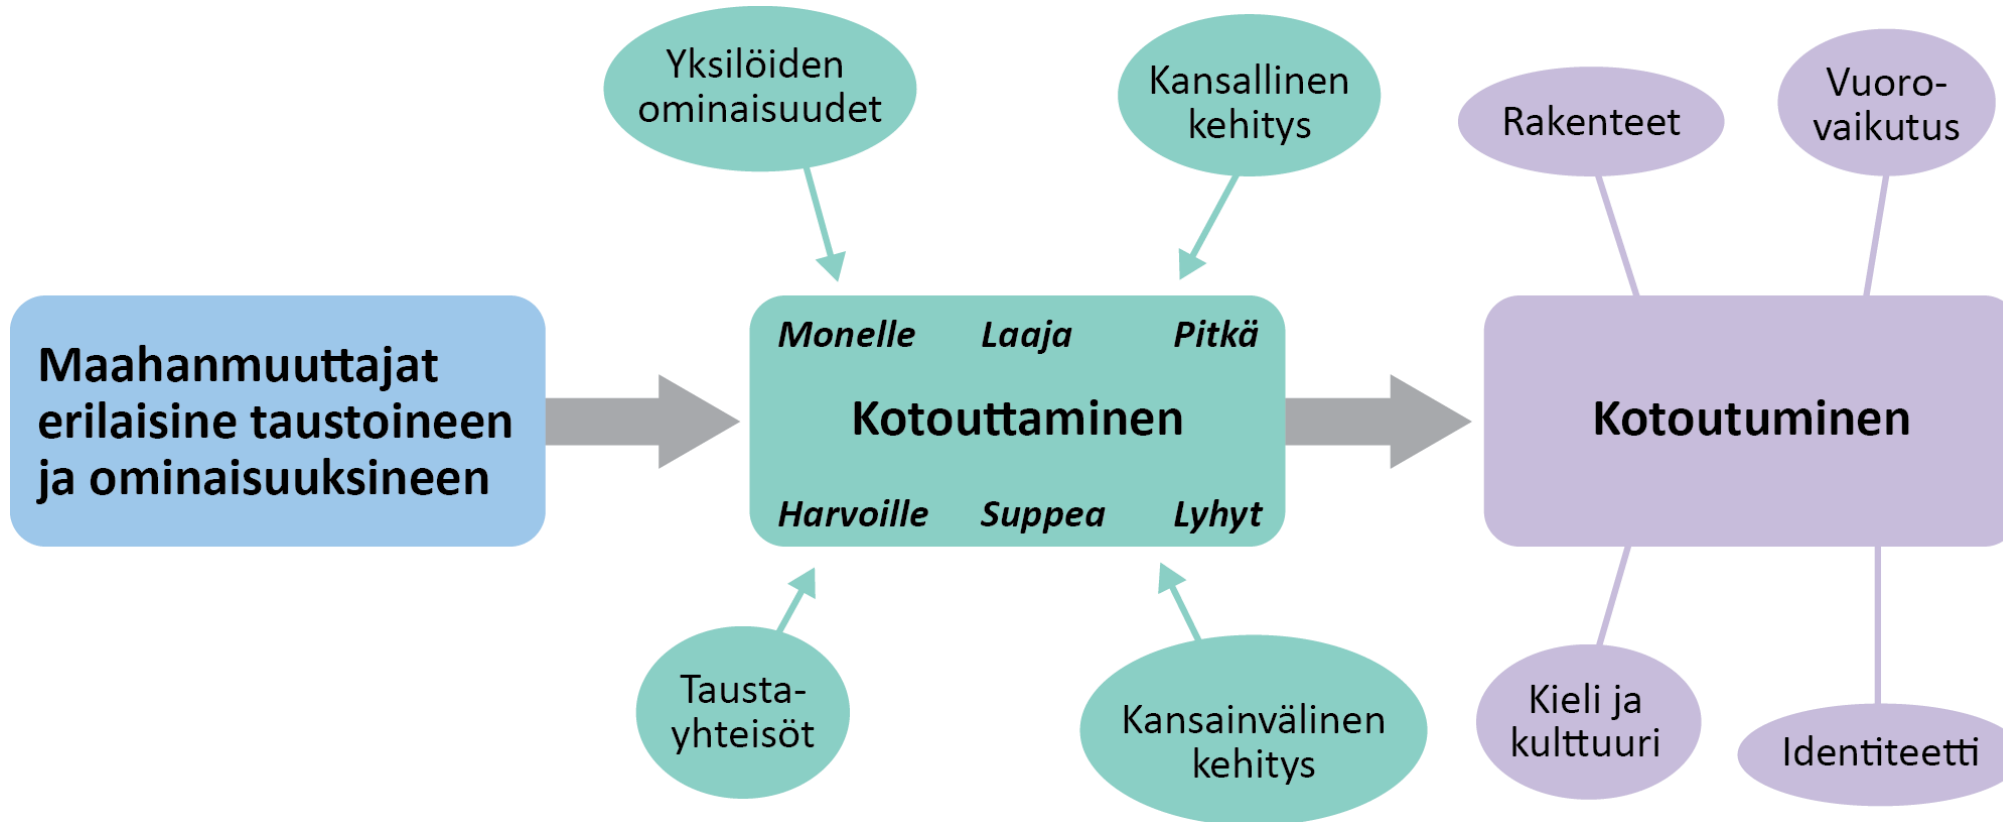 Yksilöiden
ominaisuudet
Kansallinen
kehitys
Rakenteet
Vuoro-
vaikutus
Maahanmuuttajat
erilaisine taustoineen
ja ominaisuuksineen
Monelle
Laaja
Pitkä
Kotouttaminen
Harvoille
Suppea
Lyhyt
Kotoutuminen
Tausta-
yhteisöt
Kansainvälinen
kehitys
Kieli ja
kulttuuri
Identiteetti